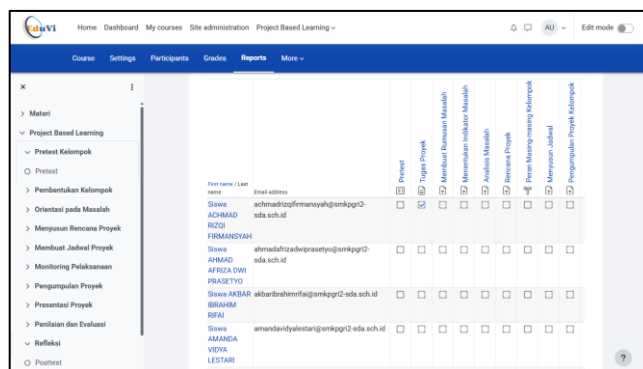 EduVi
Home Dashboard My courses Site administration Project Based Learning
AU Edit mode
Course Settings Participants Grades Reports More
Materi
Project Based Learning
Pretest Kelompok
Pretest
Pembentukan Kelompok
Orientasi pada Masalah
Menyusun Rencana Proyek
Membuat Jadwal Proyek
Monitoring Pelaksanaan
Pengumpulan Proyek
Presantasi Proyek
Penilaian dan Evaluasi
Refleksi
Posttest
First name / Last
name
Email address
Pretest
Tugas Proyek
Membuat Rumusan Masalah
Menentukan Indikator Masalah
Analisis Masalah
Rencana Proyek
Peran Masing-masing Kelompok
Menyusun Jadwal
Pengumpulan Proyek Kelompok
Siswa achmadrizqifirmansyah@smkpgri2-
ACHMAD sda.sch.id
RIZQI
FIRMANSYAH
Siswa ahmadafrizadwiprasetyo@smkpgri2-
AHMAD sda.sch.id
AFRIZA DWI
PRASETYO
Siswa AKBAR akbaribrahimrifai@smkpgri2-sda.sch.id
IBRAHIM
RIFAI
Siswa amandavidyalestari@smkpgri2-sda.sch.id
AMANDA
VIDYA
LESTARI
?